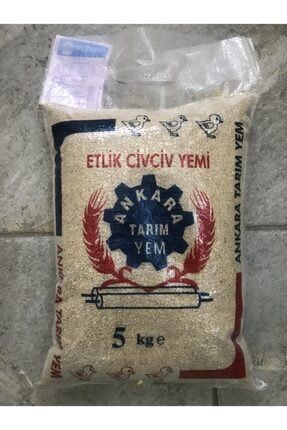 ETLİK CİVCİV YEMİ
ANKARA
TARIM
YEM
5 kg e
ANKARA TARIM YEM
ANKARA TARIM YEM